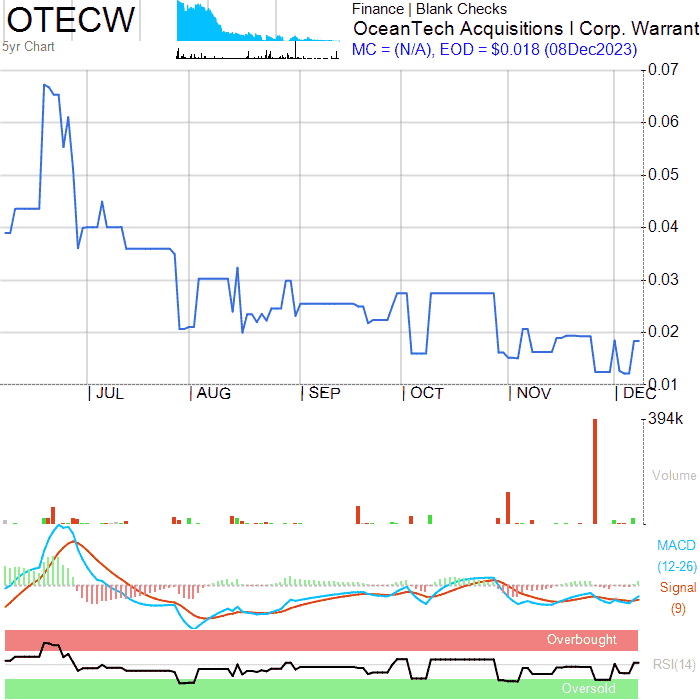 OTECW
5yr Chart
Finance | Blank Checks
OceanTech Acquisitions I Corp. Warrant
MC = (N/A), EOD = $0.018 (08Dec2023)
0.07
0.06
0.05
0.04
0.03
0.02
0.01
JUL AUG SEP OCT NOV DEC
394k
Volume
MACD
(12-26)
Signal
(9)
Overbought
RSI(14)
Oversold